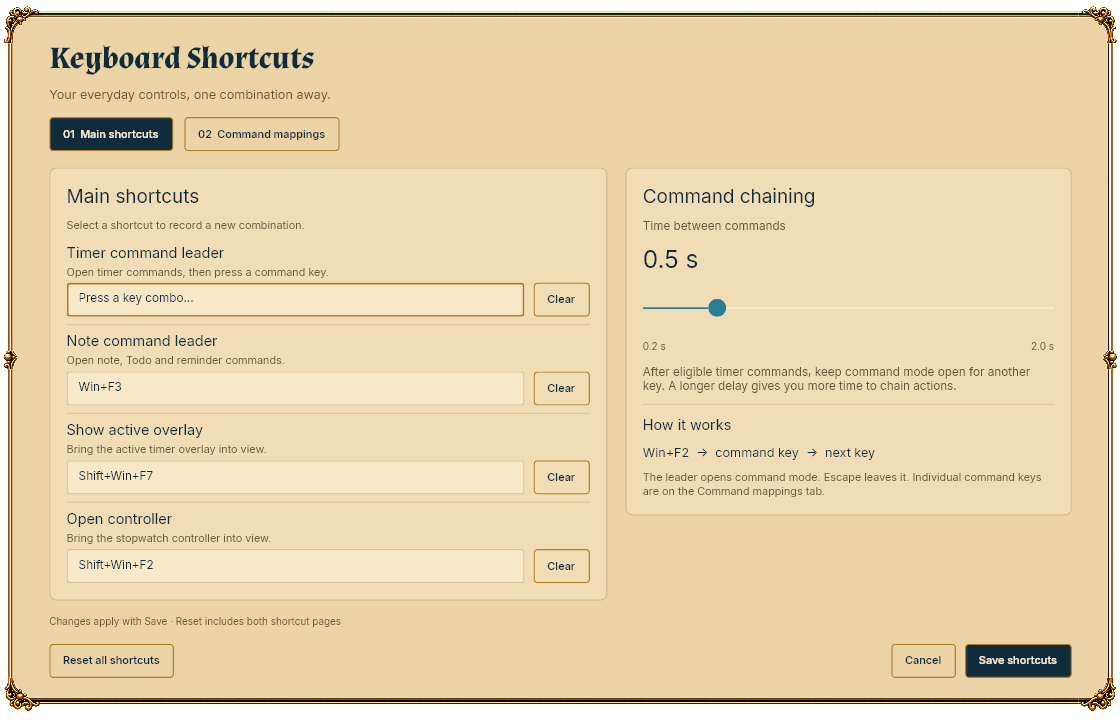 Keyboard Shortcuts
Your everyday controls, one combination away.
01 Main shortcuts
02 Command mappings
Main shortcuts
Select a shortcut to record a new combination.
Timer command leader
Open timer commands, then press a command key.
Press a key combo...
Clear
Note command leader
Open note, Todo and reminder commands.
Win+F3
Clear
Show active overlay
Bring the active timer overlay into view.
Shift+Win+F7
Clear
Open controller
Bring the stopwatch controller into view.
Shift+Win+F2
Clear
Command chaining
Time between commands
0.5 s
0.2 s
2.0 s
After eligible timer commands, keep command mode open for another
key. A longer delay gives you more time to chain actions.
How it works
Win+F2 → command key → next key
The leader opens command mode. Escape leaves it. Individual command keys
are on the Command mappings tab.
Changes apply with Save · Reset includes both shortcut pages
Reset all shortcuts
Cancel
Save shortcuts